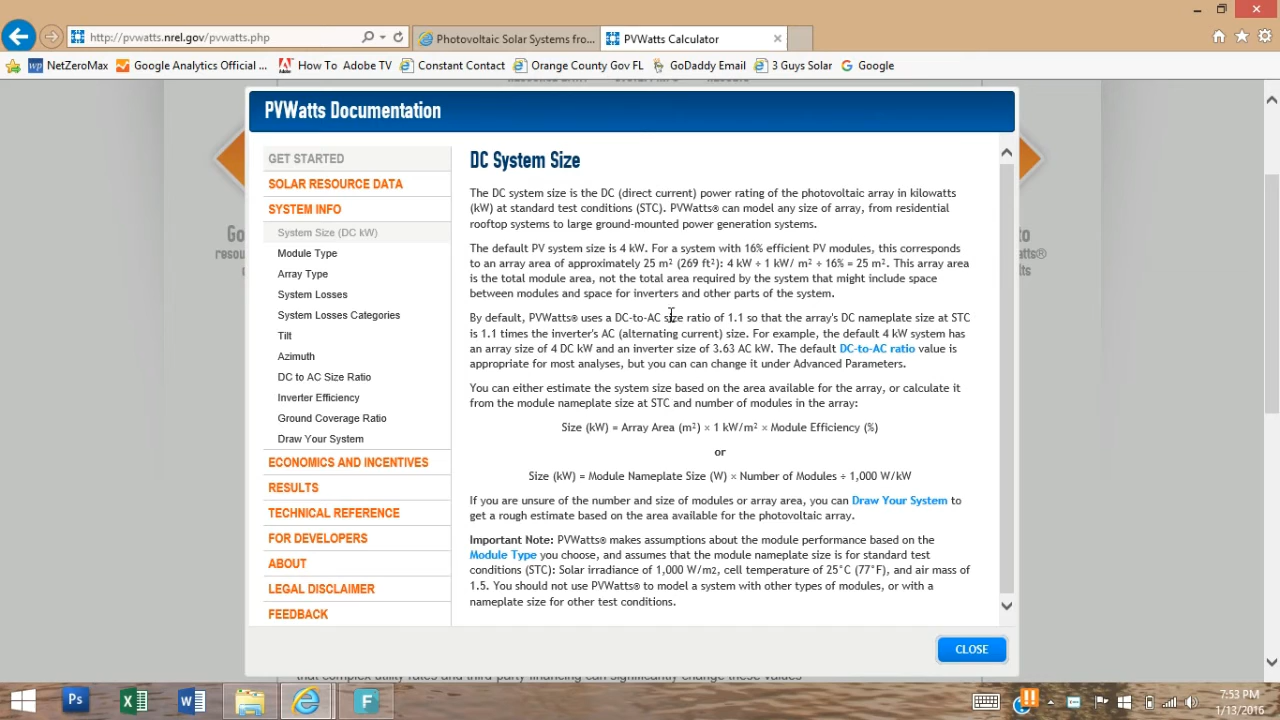 http://pvwatts.nrel.gov/pvwatts.php
Photovoltaic Solar Systems fro...
PVWatts Calculator
NetZeroMax
Google Analytics Official ...
How To Adobe TV
Constant Contact
Orange County Gov FL
GoDaddy Email
3 Guys Solar
Google
PVWatts Documentation
GET STARTED
SOLAR RESOURCE DATA
SYSTEM INFO
System Size (DC kW)
Module Type
Array Type
System Losses
System Losses Categories
Tilt
Azimuth
DC to AC Size Ratio
Inverter Efficiency
Ground Coverage Ratio
Draw Your System
ECONOMICS AND INCENTIVES
RESULTS
TECHNICAL REFERENCE
FOR DEVELOPERS
ABOUT
LEGAL DISCLAIMER
FEEDBACK
DC System Size
The DC system size is the DC (direct current) power rating of the photovoltaic array in kilowatts
(kW) at standard test conditions (STC). PVWatts® can model any size of array, from residential
rooftop systems to large ground-mounted power generation systems.
The default PV system size is 4 kW. For a system with 16% efficient PV modules, this corresponds
to an array area of approximately 25 m² (269 ft²): 4 kW ÷ 1 kW/ m² ÷ 16% = 25 m². This array area
is the total module area, not the total area required by the system that might include space
between modules and space for inverters and other parts of the system.
By default, PVWatts® uses a DC-to-AC size ratio of 1.1 so that the array's DC nameplate size at STC
is 1.1 times the inverter's AC (alternating current) size. For example, the default 4 kW system has
an array size of 4 DC kW and an inverter size of 3.63 AC kW. The default DC-to-AC ratio value is
appropriate for most analyses, but you can can change it under Advanced Parameters.
You can either estimate the system size based on the area available for the array, or calculate it
from the module nameplate size at STC and number of modules in the array:
Size (kW) = Array Area (m²) × 1 kW/m² × Module Efficiency (%)
or
Size (kW) = Module Nameplate Size (W) × Number of Modules ÷ 1,000 W/kW
If you are unsure of the number and size of modules or array area, you can Draw Your System to
get a rough estimate based on the area available for the photovoltaic array.
Important Note: PVWatts® makes assumptions about the module performance based on the
Module Type you choose, and assumes that the module nameplate size is for standard test
conditions (STC): Solar irradiance of 1,000 W/m2, cell temperature of 25°C (77°F), and air mass of
1.5. You should not use PVWatts® to model a system with other types of modules, or with a
nameplate size for other test conditions.
CLOSE
that complex utility rates and third party financing can significantly change these values
7:53 PM
1/13/2016